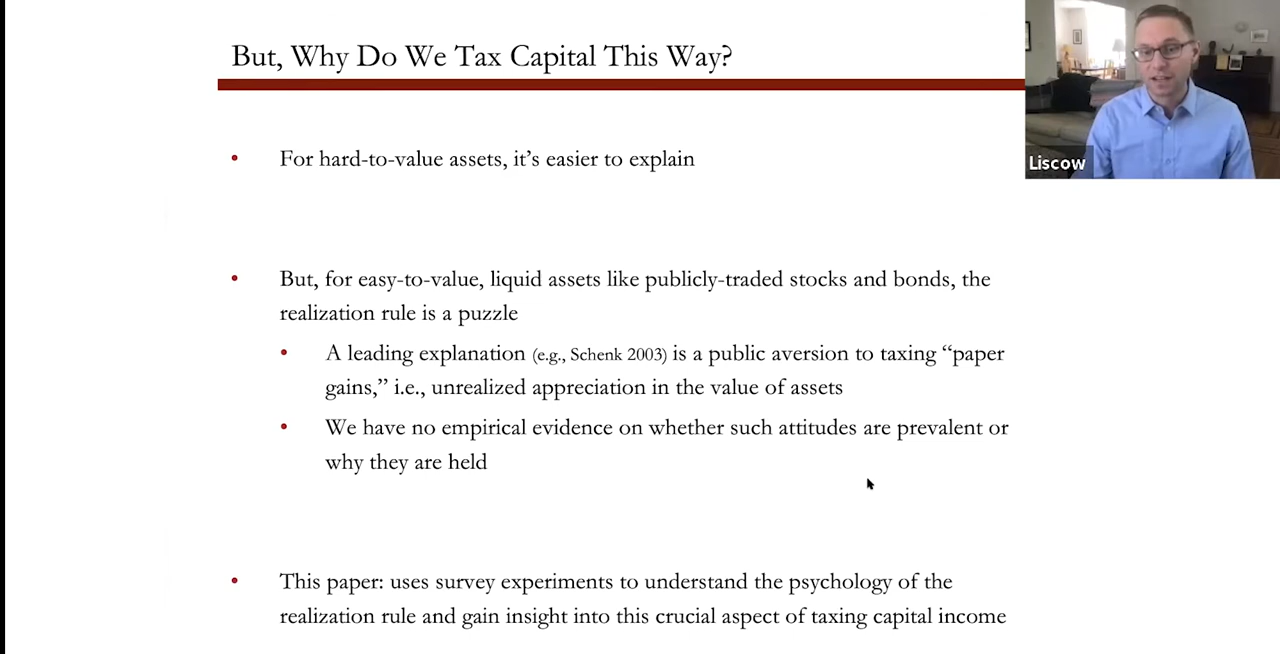 But, Why Do We Tax Capital This Way?
Liscow
• For hard-to-value assets, it’s easier to explain
• But, for easy-to-value, liquid assets like publicly-traded stocks and bonds, the
realization rule is a puzzle
• A leading explanation (e.g., Schenk 2003) is a public aversion to taxing “paper
gains,” i.e., unrealized appreciation in the value of assets
• We have no empirical evidence on whether such attitudes are prevalent or
why they are held
• This paper: uses survey experiments to understand the psychology of the
realization rule and gain insight into this crucial aspect of taxing capital income